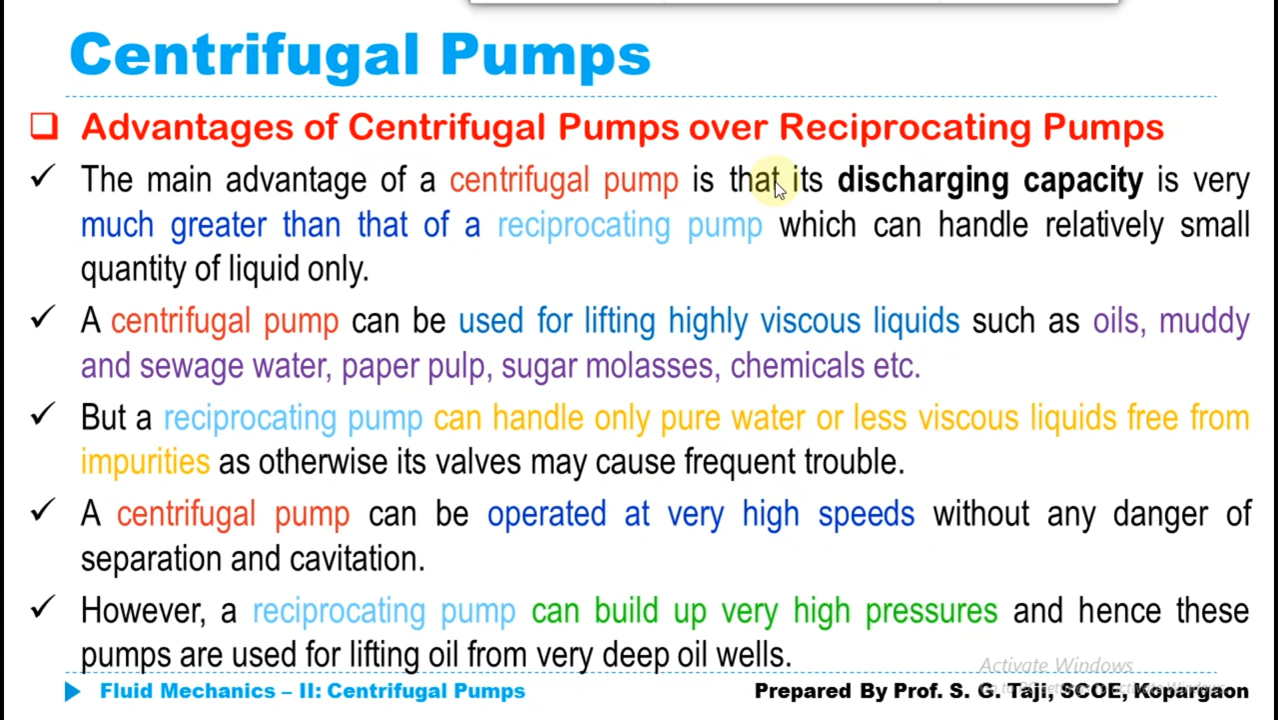 Centrifugal Pumps
Advantages of Centrifugal Pumps over Reciprocating Pumps
The main advantage of a centrifugal pump is that its discharging capacity is very
much greater than that of a reciprocating pump which can handle relatively small
quantity of liquid only.
A centrifugal pump can be used for lifting highly viscous liquids such as oils, muddy
and sewage water, paper pulp, sugar molasses, chemicals etc.
But a reciprocating pump can handle only pure water or less viscous liquids free from
impurities as otherwise its valves may cause frequent trouble.
A centrifugal pump can be operated at very high speeds without any danger of
separation and cavitation.
However, a reciprocating pump can build up very high pressures and hence these
pumps are used for lifting oil from very deep oil wells.
Activate Windows
Fluid Mechanics – II: Centrifugal Pumps
Prepared By Prof. S. G. Taji, SCOE, Kopargaon